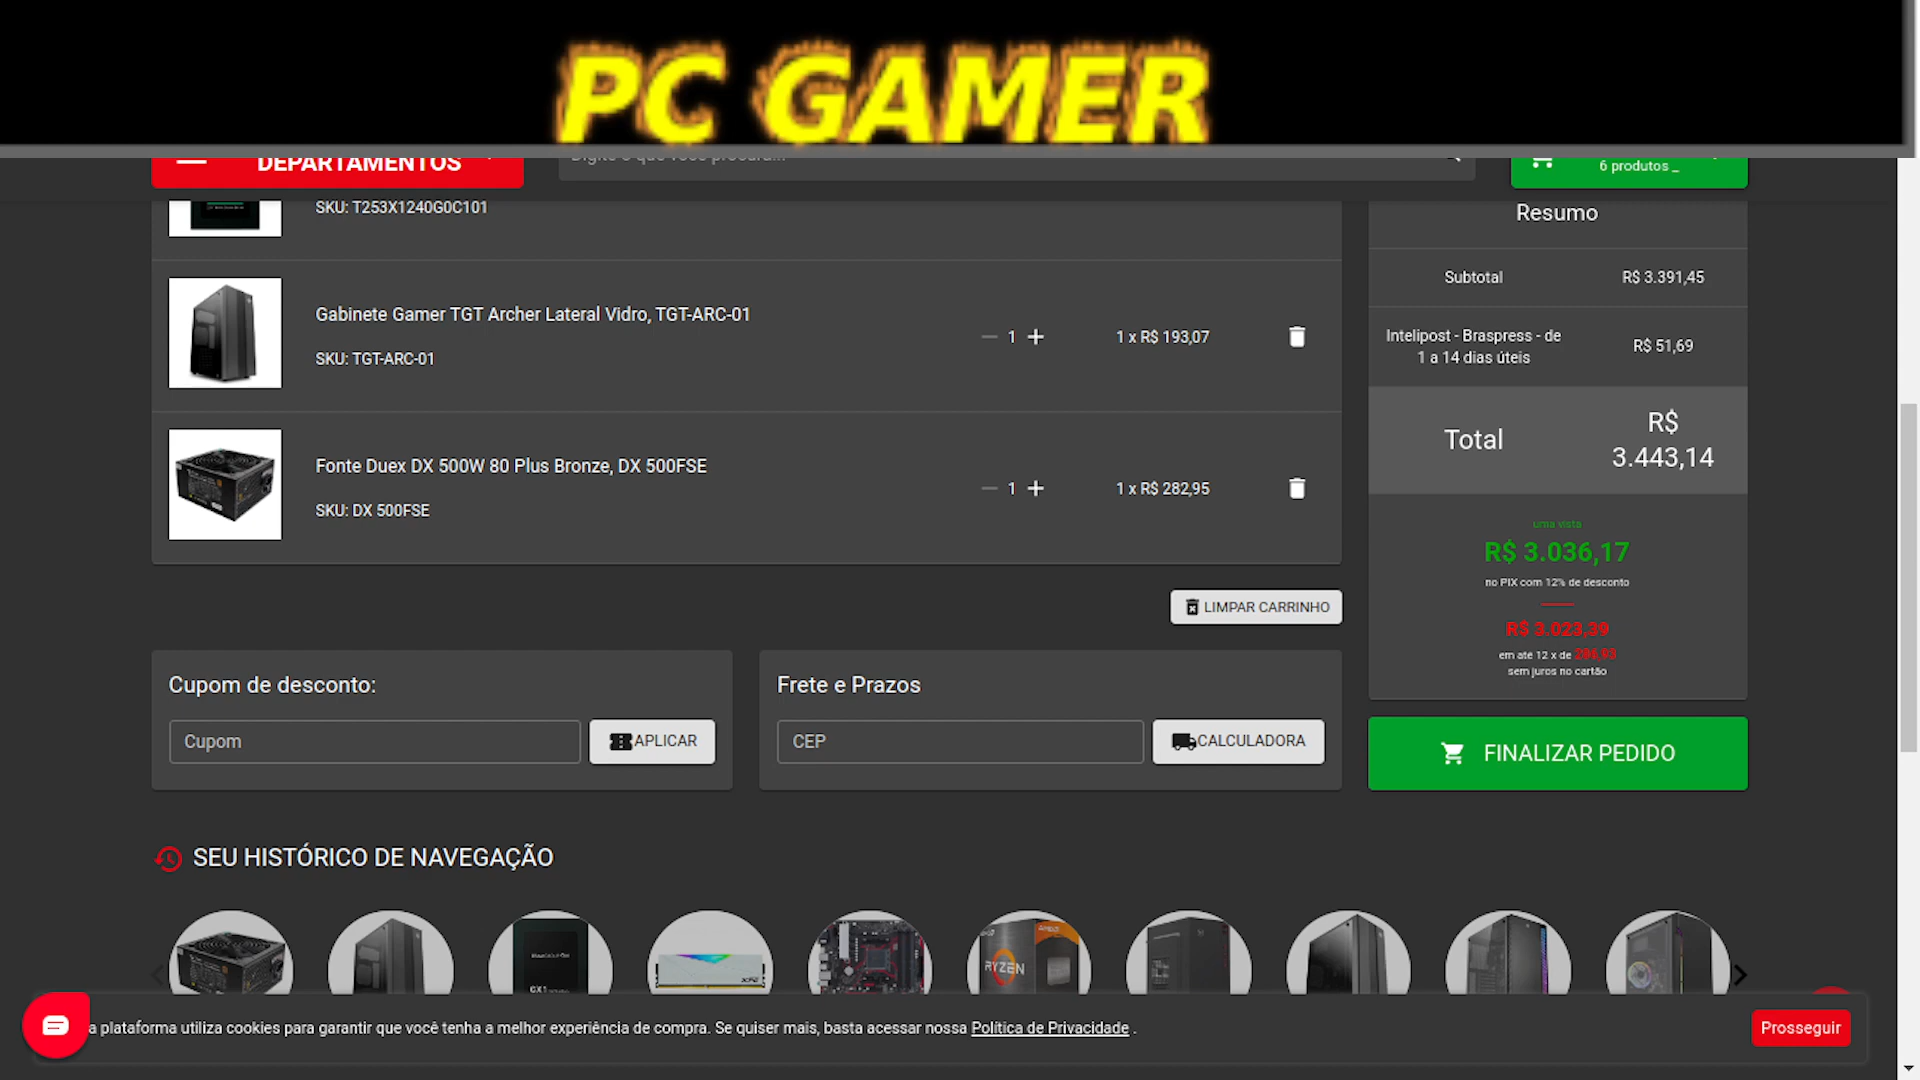 PC GAMER
DEPARTAMENTOS
6 produtos _
SKU: T253X1240G0C101
Gabinete Gamer TGT Archer Lateral Vidro, TGT-ARC-01
SKU: TGT-ARC-01
1
1 x R$ 193,07
Fonte Duex DX 500W 80 Plus Bronze, DX 500FSE
SKU: DX 500FSE
1
1 x R$ 282,95
LIMPAR CARRINHO
Cupom de desconto:
Cupom
APLICAR
Frete e Prazos
CEP
CALCULADORA
Resumo
Subtotal
R$ 3.391,45
Intelipost - Braspress - de
1 a 14 dias úteis
R$ 51,69
Total
R$
3.443,14
uma vista
R$ 3.036,17
no PIX com 12% de desconto
R$ 3.023,39
em até 12 x de
sem juros no cartão
FINALIZAR PEDIDO
SEU HISTÓRICO DE NAVEGAÇÃO
RYZEN
a plataforma utiliza cookies para garantir que você tenha a melhor experiência de compra. Se quiser mais, basta acessar nossa Política de Privacidade .
Prosseguir